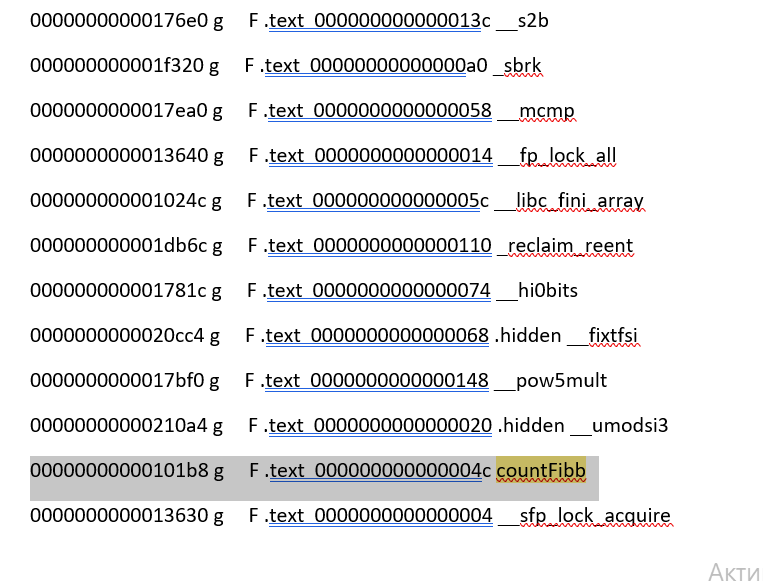 00000000000176e0 g F .text 000000000000013c __s2b
000000000001f320 g F .text 00000000000000a0 _sbrk
0000000000017ea0 g F .text 0000000000000058 __mcmp
0000000000013640 g F .text 0000000000000014 __fp_lock_all
000000000001024c g F .text 000000000000005c __libc_fini_array
000000000001db6c g F .text 0000000000000110 _reclaim_reent
000000000001781c g F .text 0000000000000074 __hi0bits
0000000000020cc4 g F .text 0000000000000068 .hidden __fixtfsi
0000000000017bf0 g F .text 0000000000000148 __pow5mult
00000000000210a4 g F .text 0000000000000020 .hidden __umodsi3
00000000000101b8 g F .text 000000000000004c countFibb
0000000000013630 g F .text 0000000000000004 __sfp_lock_acquire
Акти